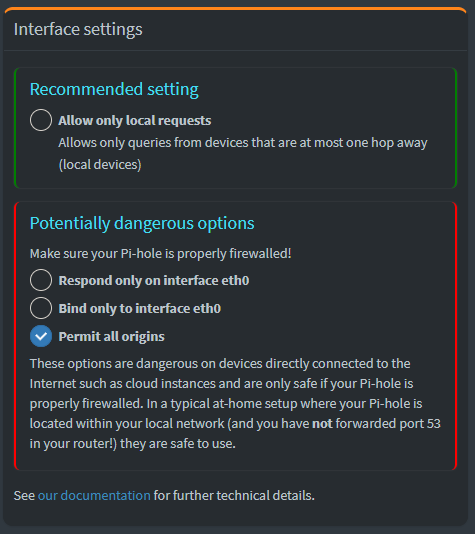 Interface settings
Recommended setting
Allow only local requests
Allows only queries from devices that are at most one hop away
(local devices)
Potentially dangerous options
Make sure your Pi-hole is properly firewalled!
Respond only on interface eth0
Bind only to interface eth0
Permit all origins
These options are dangerous on devices directly connected to the
Internet such as cloud instances and are only safe if your Pi-hole is
properly firewalled. In a typical at-home setup where your Pi-hole is
located within your local network (and you have not forwarded port 53
in your router!) they are safe to use.
See our documentation for further technical details.